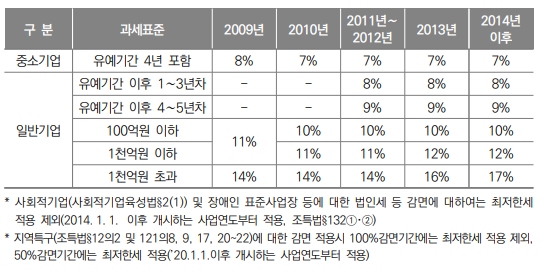 구 분 과세표준 2009년 2010년 2011년~ 2012년 2013년 2014년 이후
중소기업 유예기간 4년 포함 8% 7% 7% 7% 7%
일반기업 유예기간 이후 1~3년차 - - 8% 8% 8%
유예기간 이후 4~5년차 - - 9% 9% 9%
100억원 이하 11% 10% 10% 10% 10%
1천억원 이하 11% 11% 12% 12%
1천억원 초과 14% 14% 14% 16% 17%
* 사회적기업(사회적기업육성법§2(1)) 및 장애인 표준사업장 등에 대한 법인세 등 감면에 대하여는 최저한세
적용 제외(2014. 1. 1. 이후 개시하는 사업연도부터 적용, 조특법§132①·②)
* 지역특구(조특법§12의2 및 121의8, 9, 17, 20~22)에 대한 감면 적용시 100%감면기간에는 최저한세 적용 제외,
50%감면기간에는 최저한세 적용('20.1.1.이후 개시하는 사업연도부터 적용)